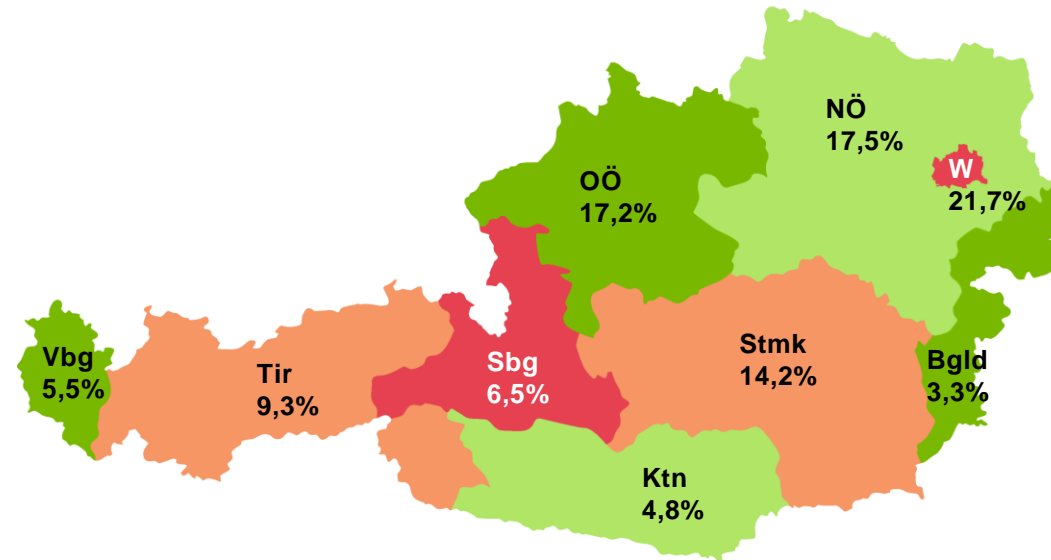 NÖ
17,5%
W
21,7%
OÖ
17,2%
Vbg
5,5%
Tir
9,3%
Sbg
6,5%
Stmk
14,2%
Bgld
3,3%
Ktn
4,8%